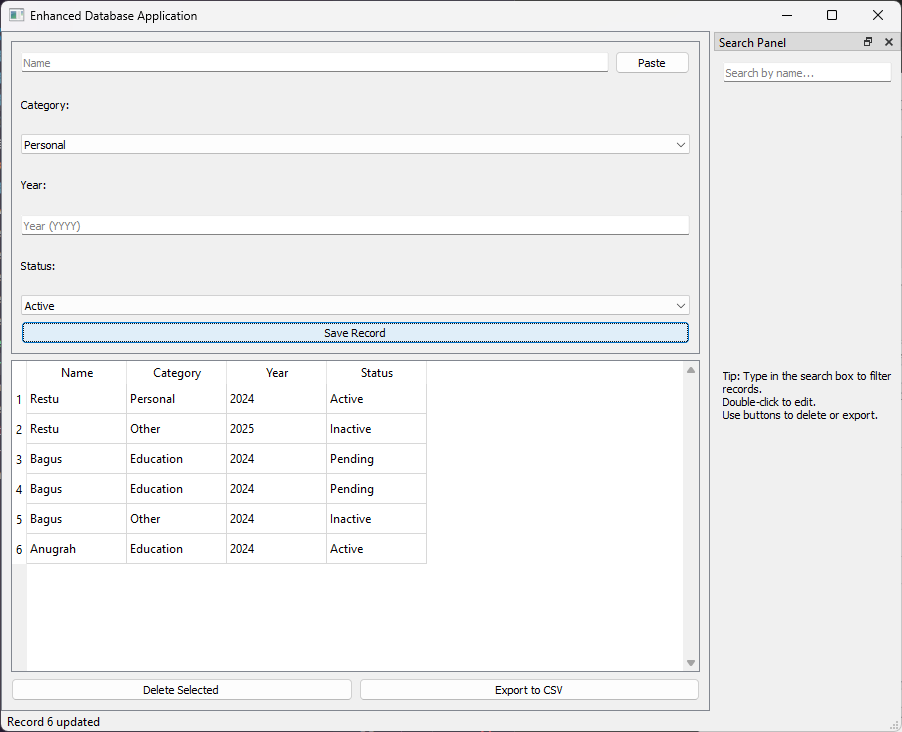 Enhanced Database Application
Name
Paste
Category:
Personal
Year:
Year (YYYY)
Status:
Active
Save Record
Name Category Year Status
1 Restu Personal 2024 Active
2 Restu Other 2025 Inactive
3 Bagus Education 2024 Pending
4 Bagus Education 2024 Pending
5 Bagus Other 2024 Inactive
6 Anugrah Education 2024 Active
Delete Selected
Export to CSV
Search Panel
Search by name...
Tip: Type in the search box to filter
records.
Double-click to edit.
Use buttons to delete or export.
Record 6 updated